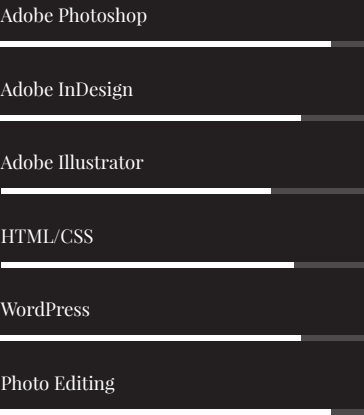 Adobe Photoshop
Adobe InDesign
Adobe Illustrator
HTML/CSS
WordPress
Photo Editing